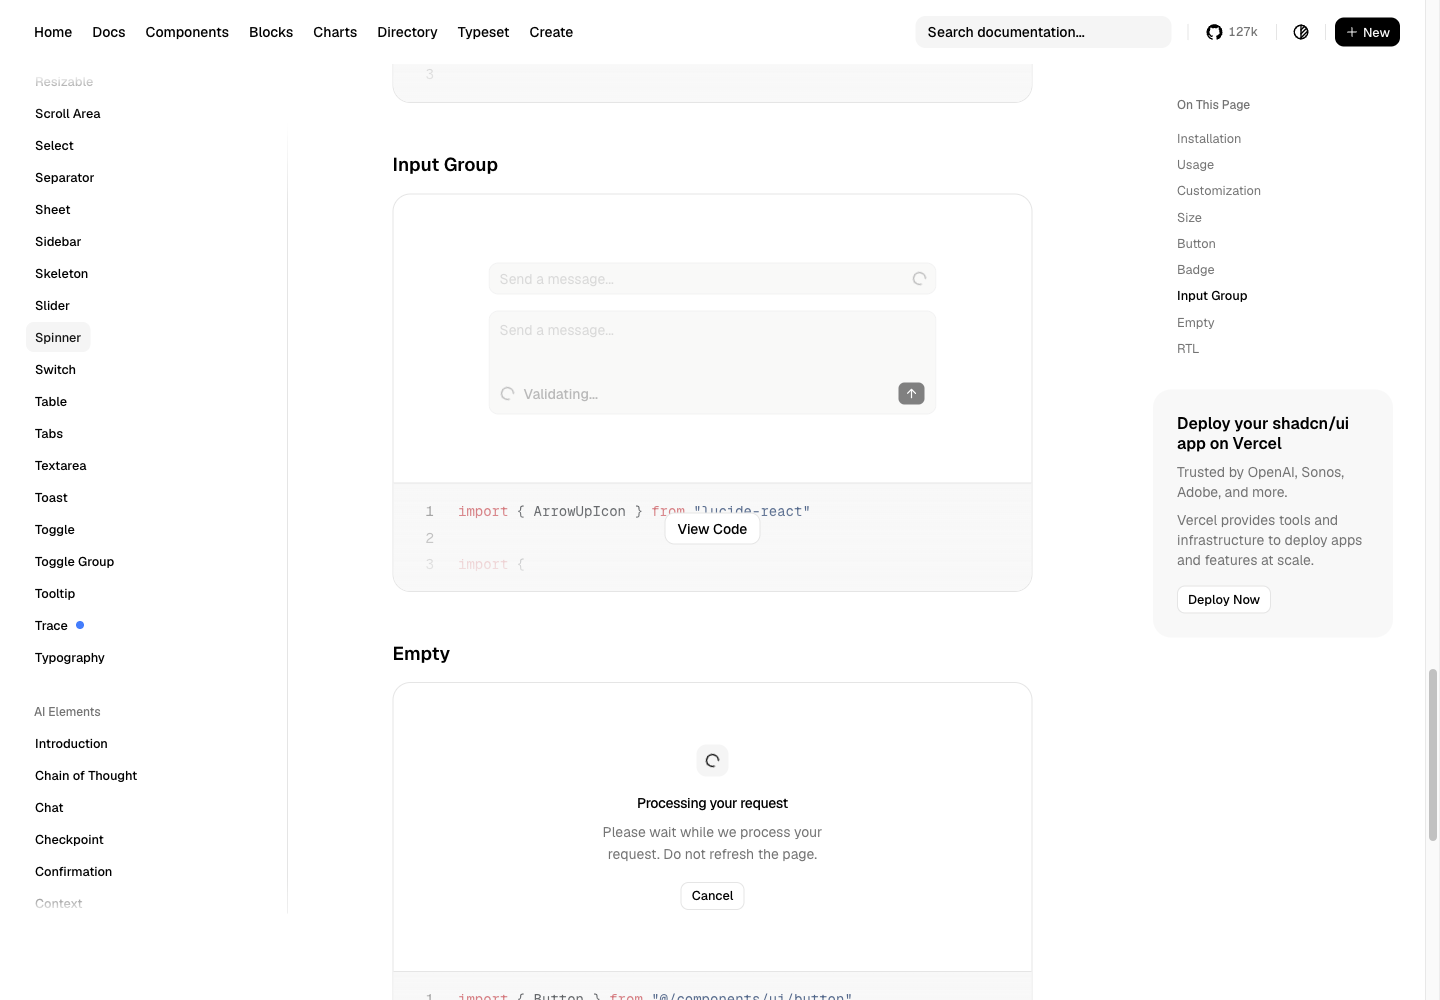 Home Docs Components Blocks Charts Directory Typeset Create
Search documentation...
127k
New
Resizable
Scroll Area
Select
Separator
Sheet
Sidebar
Skeleton
Slider
Spinner
Switch
Table
Tabs
Textarea
Toast
Toggle
Toggle Group
Tooltip
Trace
Typography
AI Elements
Introduction
Chain of Thought
Chat
Checkpoint
Confirmation
Context
3
Input Group
Send a message...
Send a message...
Validating...
1 import { ArrowUpIcon } from "lucide-react"
View Code
2
3 import {
Empty
Processing your request
Please wait while we process your
request. Do not refresh the page.
Cancel
1 import { Button } from "@/components/ui/button"
On This Page
Installation
Usage
Customization
Size
Button
Badge
Input Group
Empty
RTL
Deploy your shadcn/ui
app on Vercel
Trusted by OpenAI, Sonos,
Adobe, and more.
Vercel provides tools and
infrastructure to deploy apps
and features at scale.
Deploy Now